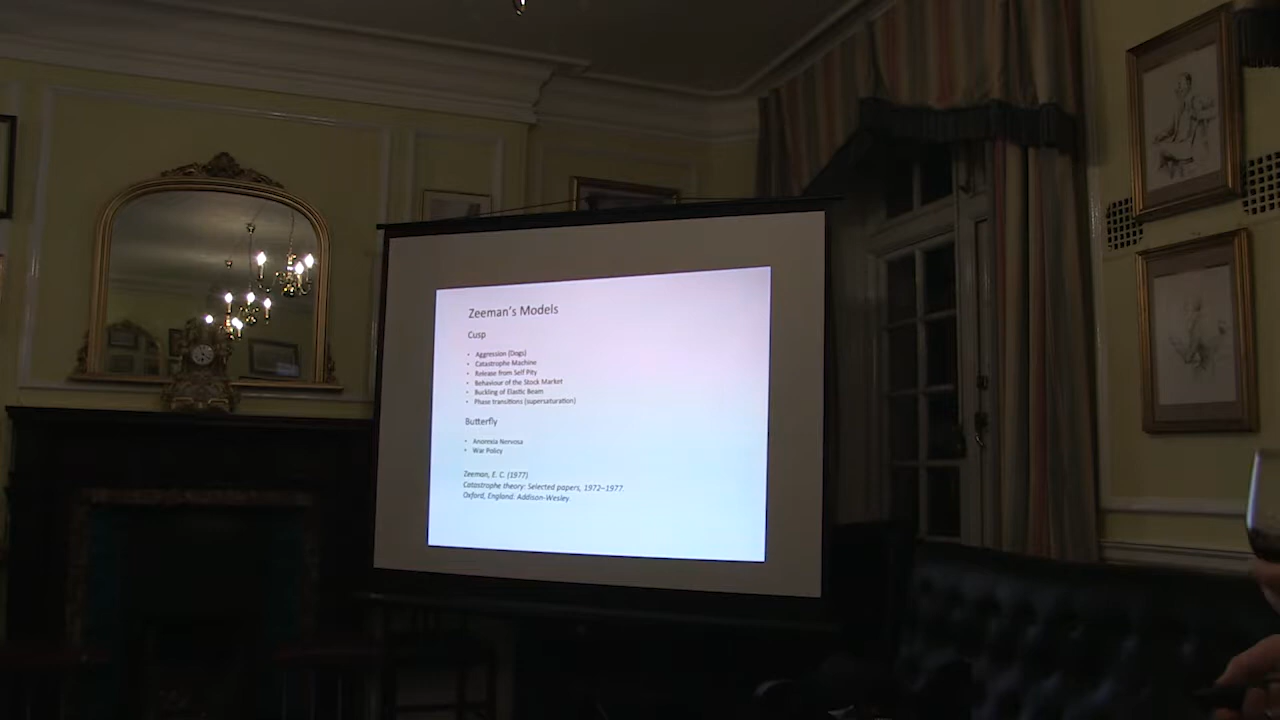 Zeeman's Models
Cusp
• Aggression (Dogs)
• Catastrophe Machine
• Release from Self Pity
• Behaviour of the Stock Market
• Buckling of Elastic Beam
• Phase transitions (supersaturation)
Butterfly
• Anorexia Nervosa
• War Policy
Zeeman, E. C. (1977)
Catastrophe theory: Selected papers, 1972–1977.
Oxford, England: Addison-Wesley.